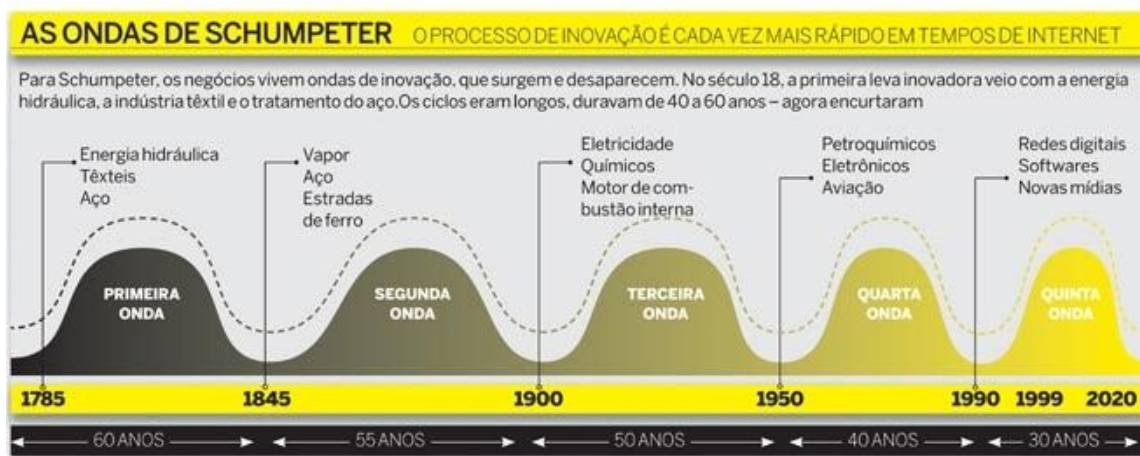 AS ONDAS DE SCHUMPETER O PROCESSO DE INOVAÇÃO É CADA VEZ MAIS RÁPIDO EM TEMPOS DE INTERNET
Para Schumpeter, os negócios vivem ondas de inovação, que surgem e desaparecem. No século 18, a primeira leva inovadora veio com a energia
hidráulica, a indústria têxtil e o tratamento do aço.Os ciclos eram longos, duravam de 40 a 60 anos – agora encurtaram
Energia hidráulica
Têxteis
Aço
Vapor
Aço
Estradas
de ferro
Eletricidade
Químicos
Motor de com-
bustão interna
Petroquímicos
Eletrônicos
Aviação
Redes digitais
Softwares
Novas mídias
PRIMEIRA
ONDA
SEGUNDA
ONDA
TERCEIRA
ONDA
QUARTA
ONDA
QUINTA
ONDA
1785 1845 1900 1950 1990 1999 2020
60 ANOS 55 ANOS 50 ANOS 40 ANOS 30 ANOS